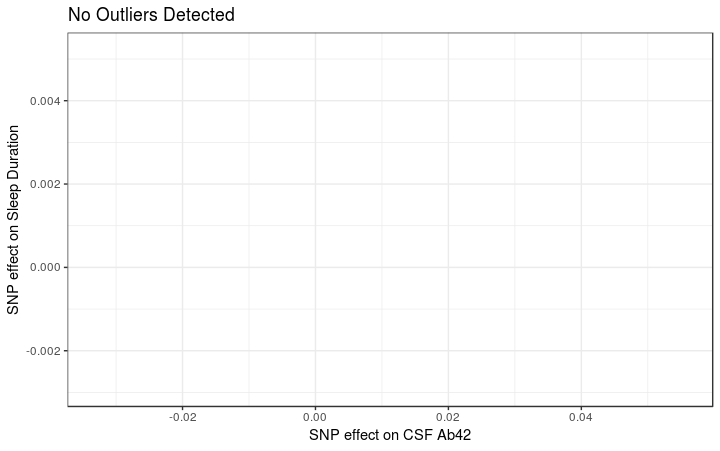 No Outliers Detected
SNP effect on Sleep Duration
0.004
0.002
0.000
-0.002
-0.02
0.00
0.02
0.04
SNP effect on CSF Ab42